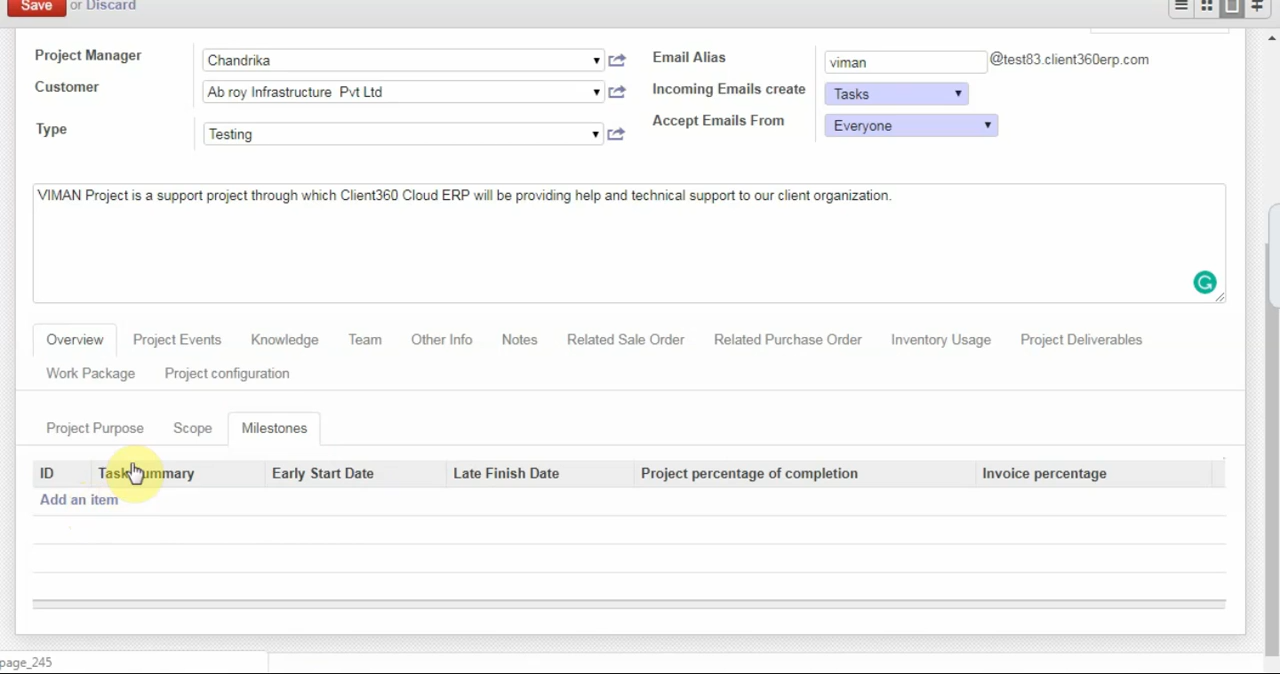 Save or Discard
Project Manager Chandrika Email Alias viman @test83.client360erp.com
Customer Ab roy Infrastructure Pvt Ltd Incoming Emails create Tasks
Type Testing Accept Emails From Everyone
VIMAN Project is a support project through which Client360 Cloud ERP will be providing help and technical support to our client organization.
Overview Project Events Knowledge Team Other Info Notes Related Sale Order Related Purchase Order Inventory Usage Project Deliverables
Work Package Project configuration
Project Purpose Scope Milestones
ID Task Summary Early Start Date Late Finish Date Project percentage of completion Invoice percentage
Add an item
page_245